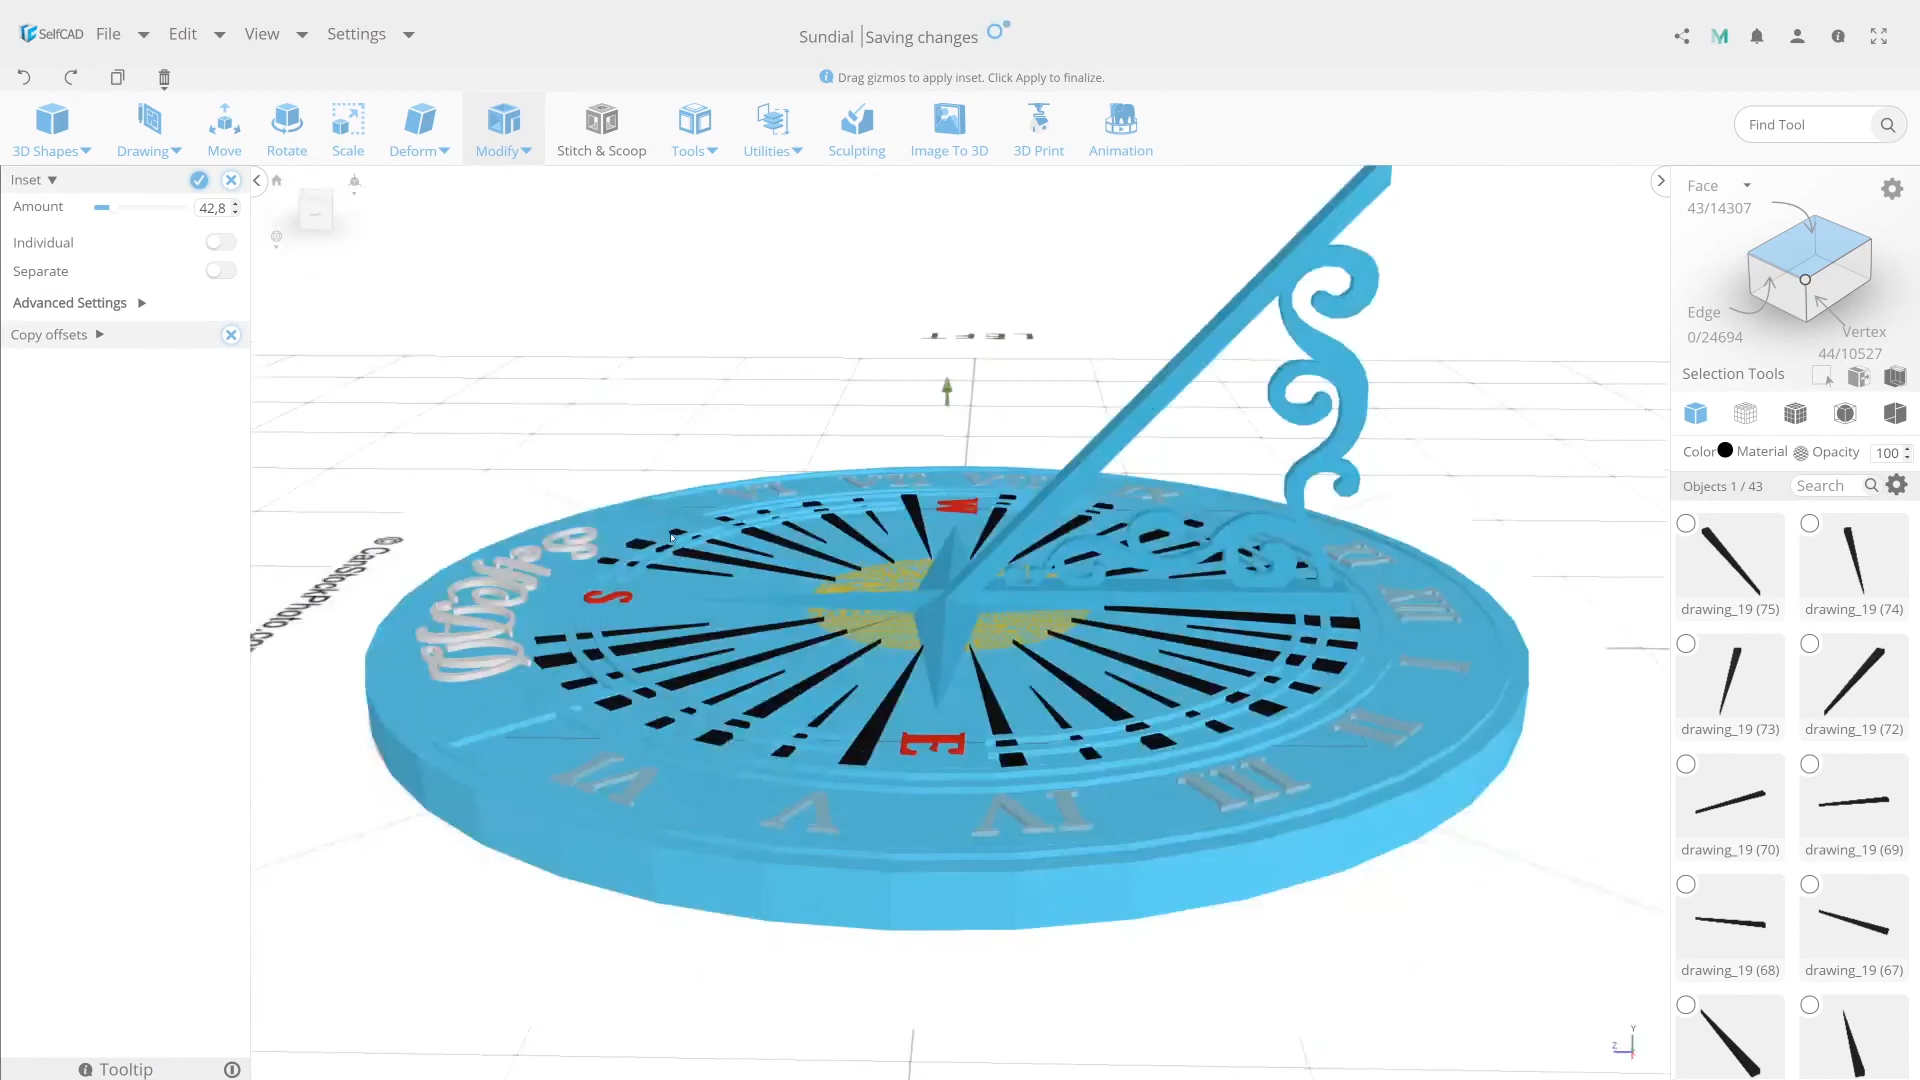 SelfCAD File Edit View Settings
Sundial Saving changes
Drag gizmos to apply inset. Click Apply to finalize.
3D Shapes Drawing Move Rotate Scale Deform Modify Stitch & Scoop Tools Utilities Sculpting Image To 3D 3D Print Animation
Find Tool
Inset
Amount 42,8
Individual
Separate
Advanced Settings
Copy offsets
Face
43/14307
Edge
0/24694
Vertex
44/10527
Selection Tools
Color Material Opacity 100
Objects 1 / 43 Search
drawing_19 (75) drawing_19 (74)
drawing_19 (73) drawing_19 (72)
drawing_19 (70) drawing_19 (69)
drawing_19 (68) drawing_19 (67)
W
S
E
I
II
III
IV
V
VI
Y
Z
Tooltip